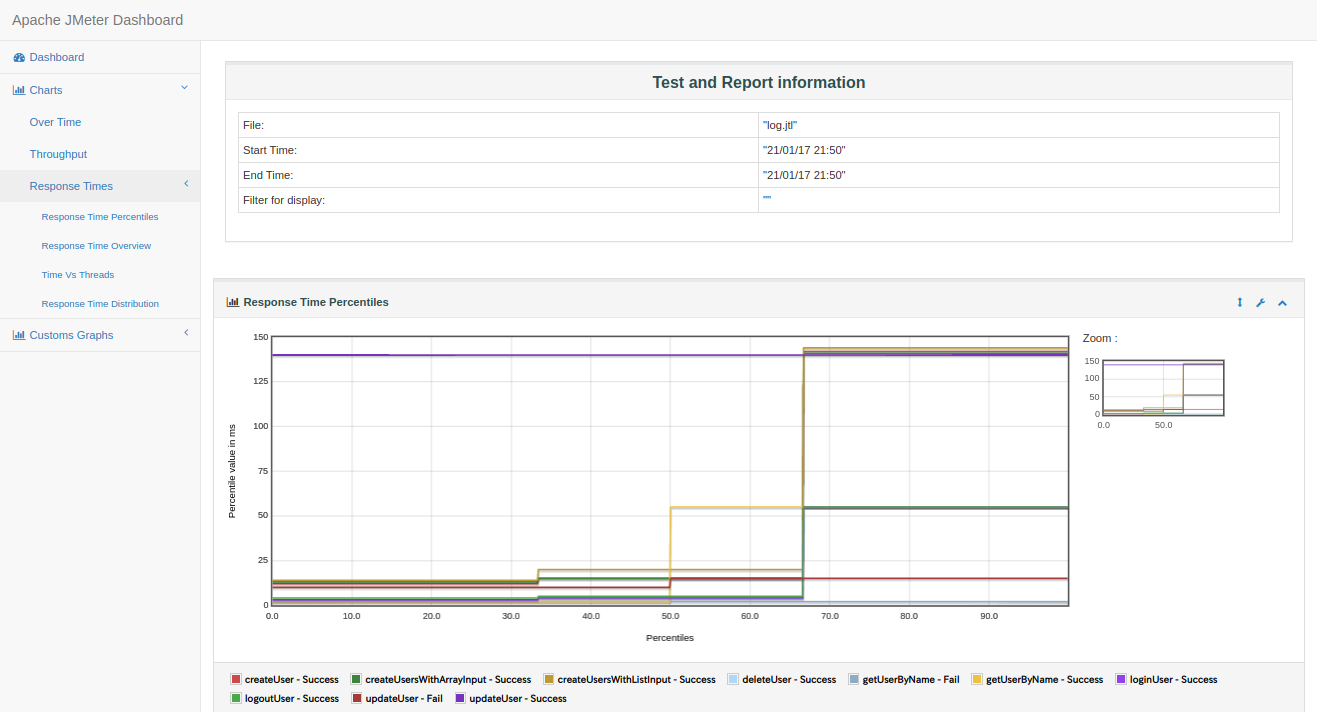 Apache JMeter Dashboard
Dashboard
Charts
Over Time
Throughput
Response Times
Response Time Percentiles
Response Time Overview
Time Vs Threads
Response Time Distribution
Customs Graphs
Test and Report information
File: "log.jtl"
Start Time: "21/01/17 21:50"
End Time: "21/01/17 21:50"
Filter for display: ""
Response Time Percentiles
Percentile value in ms
150
125
100
75
50
25
0
0.0 10.0 20.0 30.0 40.0 50.0 60.0 70.0 80.0 90.0
Percentiles
Zoom :
150
100
50
0
0.0 50.0
createUser - Success createUsersWithArrayInput - Success createUsersWithListInput - Success deleteUser - Success getUserByName - Fail getUserByName - Success loginUser - Success
logoutUser - Success updateUser - Fail updateUser - Success